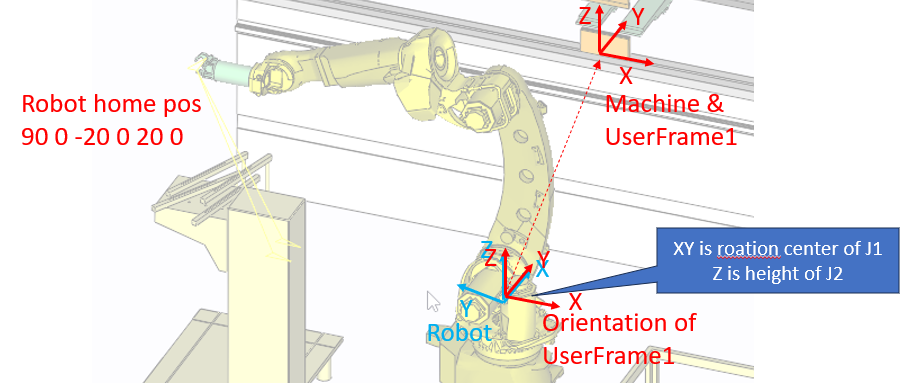 Z
Y
X
Robot home pos
90 0 -20 0 20 0
Machine &
UserFrame1
XY is roation center of J1
Z is height of J2
Z
Z
Y
X
Y
X
Robot
Orientation of
UserFrame1